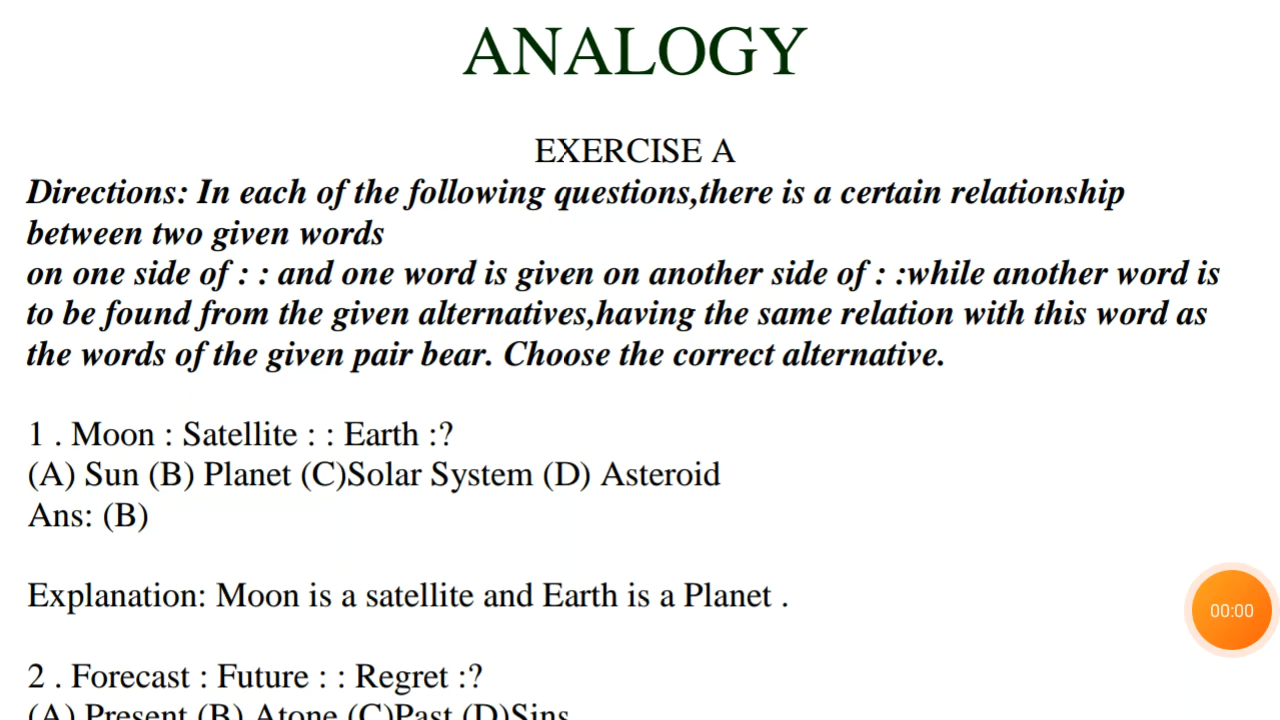 ANALOGY
EXERCISE A
Directions: In each of the following questions,there is a certain relationship
between two given words
on one side of : : and one word is given on another side of : :while another word is
to be found from the given alternatives,having the same relation with this word as
the words of the given pair bear. Choose the correct alternative.
1 . Moon : Satellite : : Earth :?
(A) Sun (B) Planet (C)Solar System (D) Asteroid
Ans: (B)
Explanation: Moon is a satellite and Earth is a Planet .
00:00
2 . Forecast : Future : : Regret :?
(A) Present (B) Atone (C)Past (D)Sins